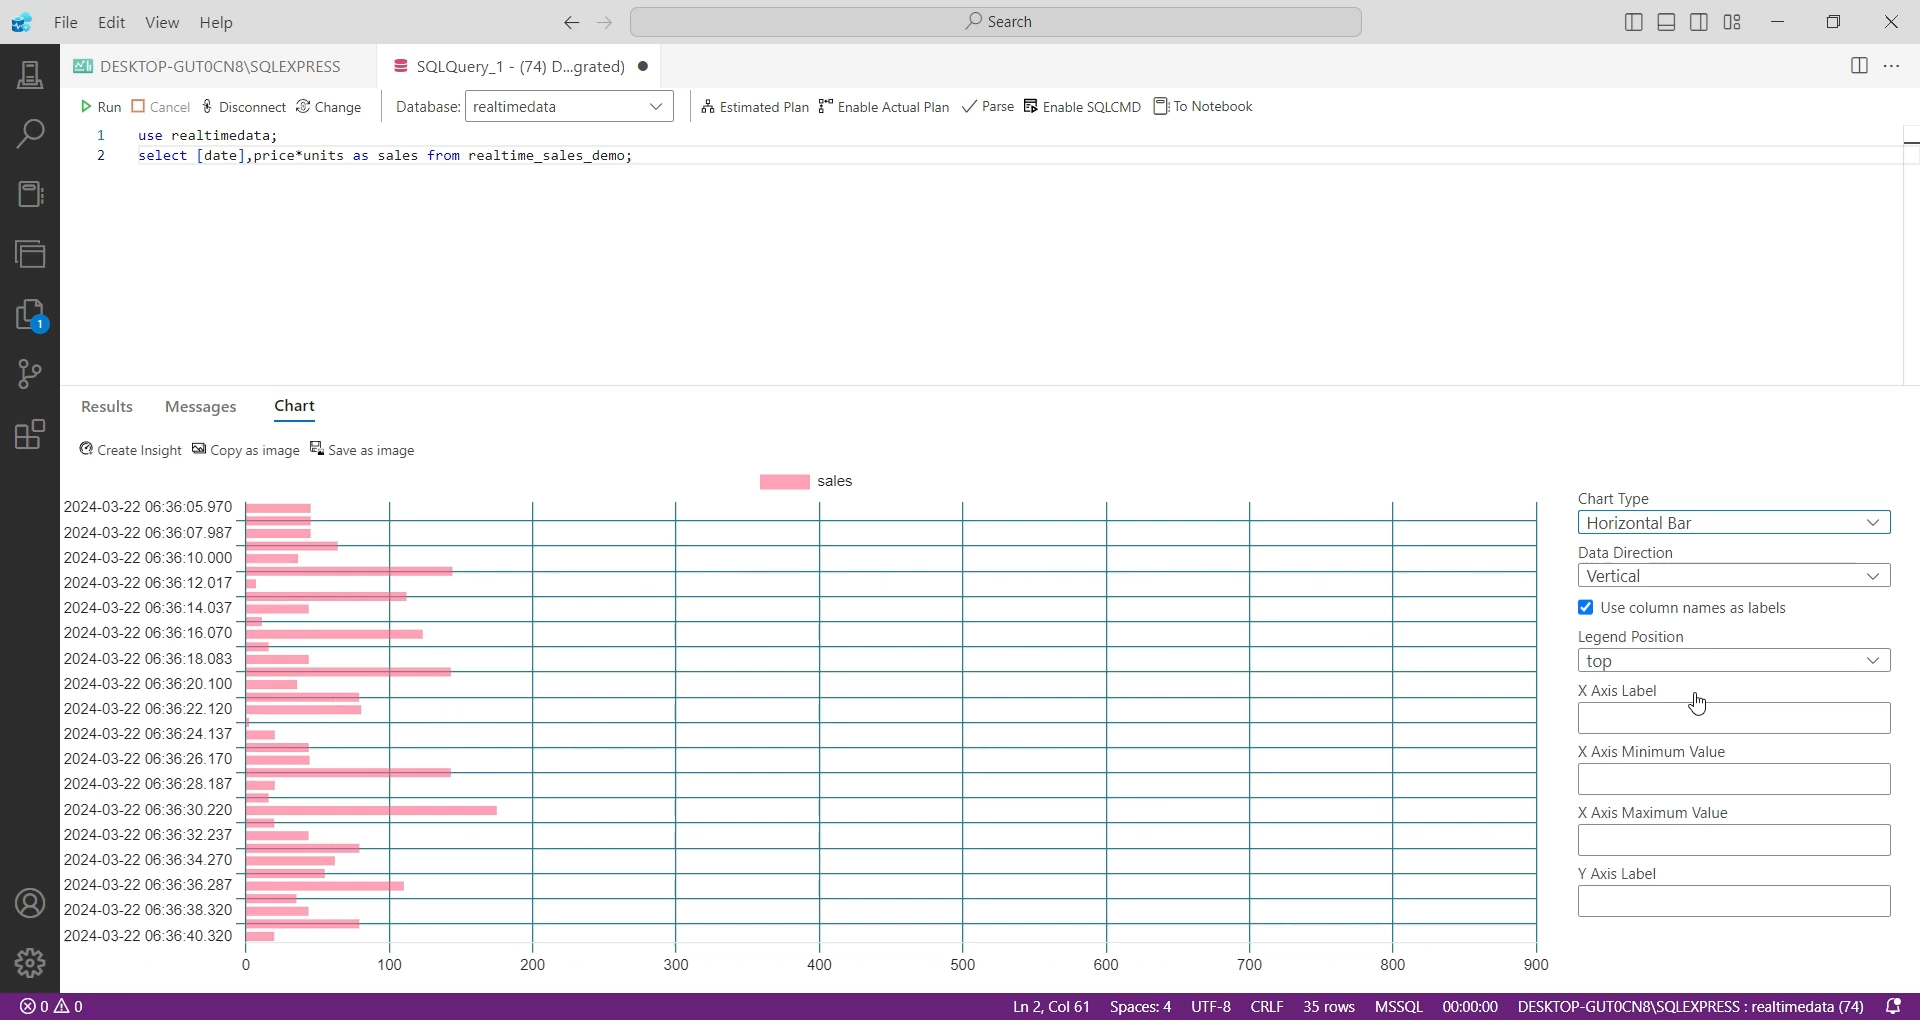 File Edit View Help Search
DESKTOP-GUT0CN8\SQLEXPRESS SQLQuery_1 - (74) D...grated)
Run Cancel Disconnect Change Database: realtimedata Estimated Plan Enable Actual Plan Parse Enable SQLCMD To Notebook
1 use realtimedata;
2 select [date],price*units as sales from realtime_sales_demo;
1
Results Messages Chart
Create Insight Copy as image Save as image
sales
2024-03-22 06:36:05.970
2024-03-22 06:36:07.987
2024-03-22 06:36:10.000
2024-03-22 06:36:12.017
2024-03-22 06:36:14.037
2024-03-22 06:36:16.070
2024-03-22 06:36:18.083
2024-03-22 06:36:20.100
2024-03-22 06:36:22.120
2024-03-22 06:36:24.137
2024-03-22 06:36:26.170
2024-03-22 06:36:28.187
2024-03-22 06:36:30.220
2024-03-22 06:36:32.237
2024-03-22 06:36:34.270
2024-03-22 06:36:36.287
2024-03-22 06:36:38.320
2024-03-22 06:36:40.320
0 100 200 300 400 500 600 700 800 900
Chart Type
Horizontal Bar
Data Direction
Vertical
Use column names as labels
Legend Position
top
X Axis Label
X Axis Minimum Value
X Axis Maximum Value
Y Axis Label
0 0 Ln 2, Col 61 Spaces: 4 UTF-8 CRLF 35 rows MSSQL 00:00:00 DESKTOP-GUT0CN8\SQLEXPRESS : realtimedata (74)